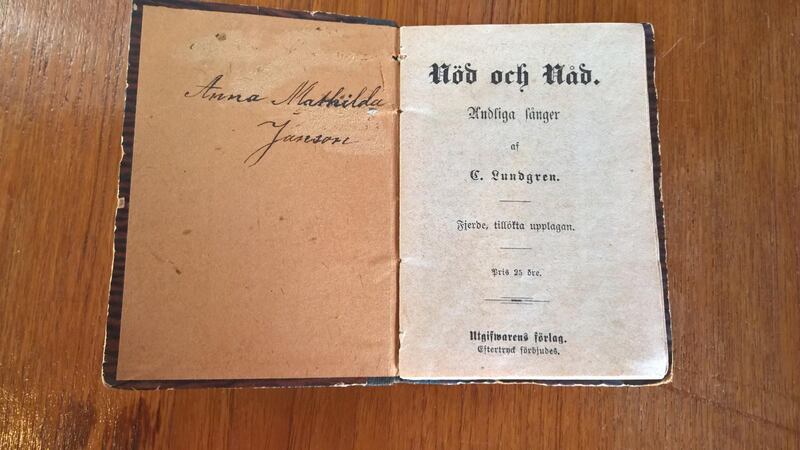 Anna Mathilda
Janson
Nöd och Nåd.
Andliga sånger
af
C. Lundgren.
Fjerde, tillökta upplagan.
Pris 25 öre.
Utgifwarens förlag.
Eftertryck förbjudes.